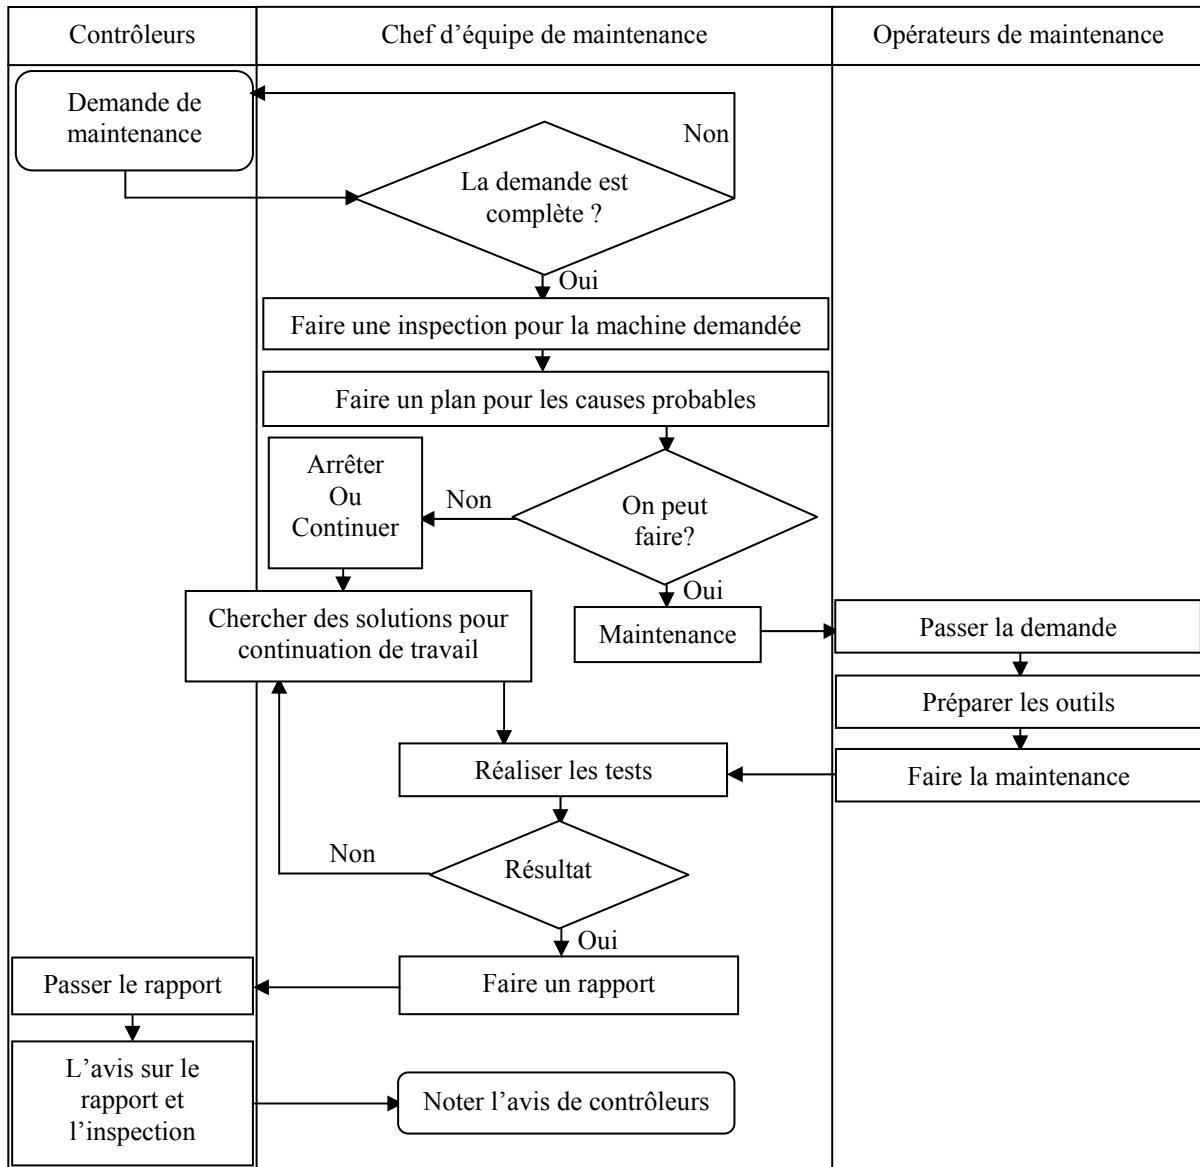 Contrôleurs
Chef d'équipe de maintenance
Opérateurs de maintenance
Demande de
maintenance
Non
La demande est
complète ?
Oui
Faire une inspection pour la machine demandée
Faire un plan pour les causes probables
Arrêter
Ou
Continuer
Non
On peut
faire?
Oui
Chercher des solutions pour
continuation de travail
Maintenance
Passer la demande
Préparer les outils
Réaliser les tests
Faire la maintenance
Non
Résultat
Oui
Passer le rapport
Faire un rapport
L'avis sur le
rapport et
l'inspection
Noter l'avis de contrôleurs